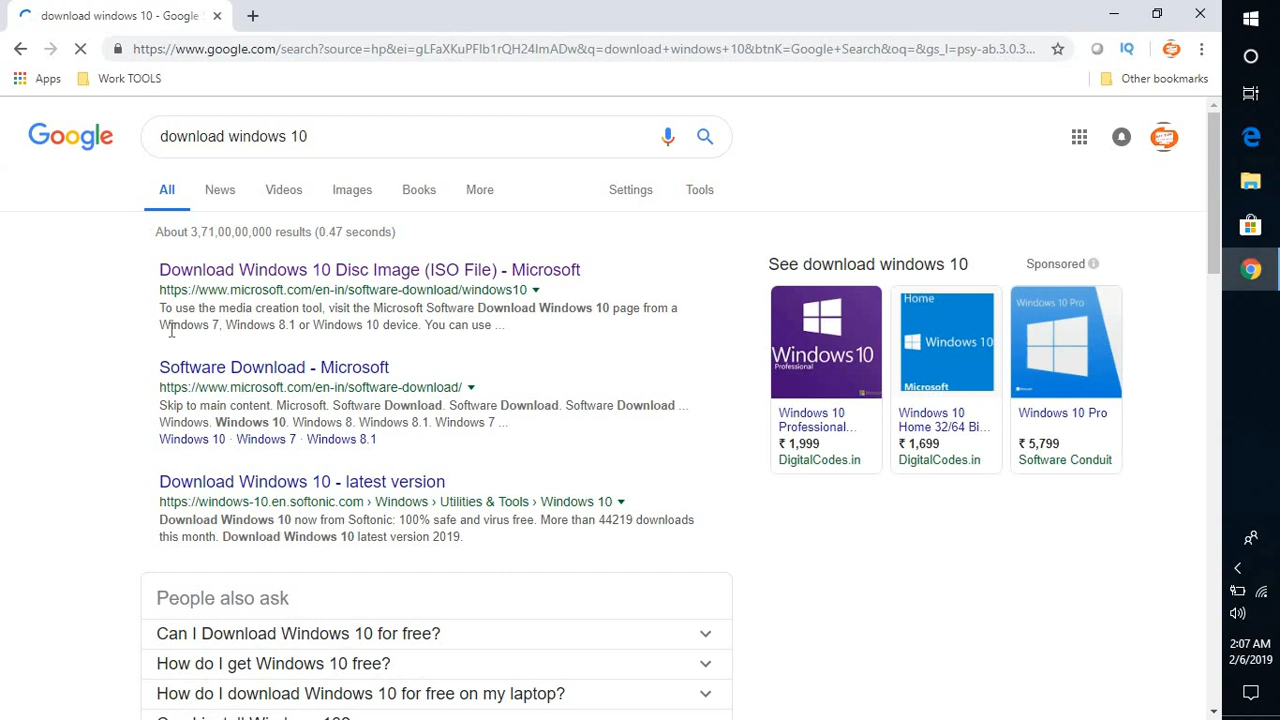 download windows 10 - Google
https://www.google.com/search?source=hp&ei=gLFaXKuPFIb1rQH24ImADw&q=download+windows+10&btnK=Google+Search&oq=&gs_l=psy-ab.3.0.3...
IQ
Apps
Work TOOLS
Other bookmarks
Google
download windows 10
All
News
Videos
Images
Books
More
Settings
Tools
About 3,71,00,00,000 results (0.47 seconds)
Download Windows 10 Disc Image (ISO File) - Microsoft
https://www.microsoft.com/en-in/software-download/windows10
To use the media creation tool, visit the Microsoft Software Download Windows 10 page from a
Windows 7, Windows 8.1 or Windows 10 device. You can use ...
Software Download - Microsoft
https://www.microsoft.com/en-in/software-download/
Skip to main content. Microsoft. Software Download. Software Download. Software Download ...
Windows. Windows 10. Windows 8. Windows 8.1. Windows 7 ...
Windows 10 · Windows 7 · Windows 8.1
Download Windows 10 - latest version
https://windows-10.en.softonic.com › Windows › Utilities & Tools › Windows 10
Download Windows 10 now from Softonic: 100% safe and virus free. More than 44219 downloads
this month. Download Windows 10 latest version 2019.
People also ask
Can I Download Windows 10 for free?
How do I get Windows 10 free?
How do I download Windows 10 for free on my laptop?
See download windows 10
Sponsored
Windows 10
Professional
Home
Windows 10
Microsoft
Windows 10 Pro
Windows 10
Professional...
₹ 1,999
DigitalCodes.in
Windows 10
Home 32/64 Bi...
₹ 1,699
DigitalCodes.in
Windows 10 Pro
₹ 5,799
Software Conduit
2:07 AM
2/6/2019